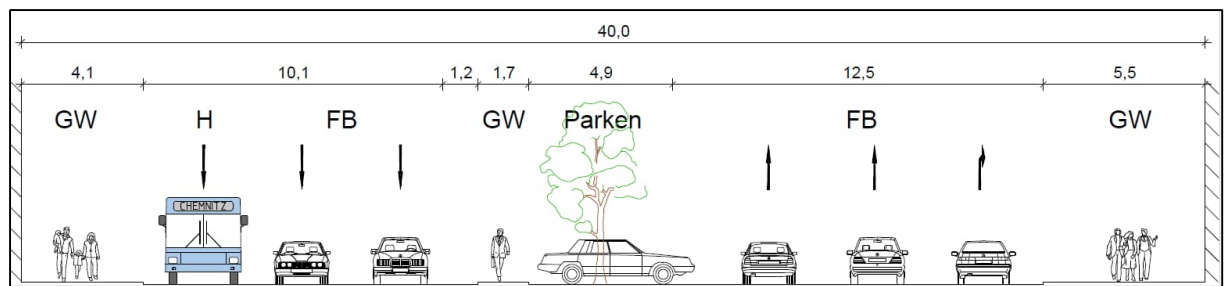 40,0
4,1 10,1 1,2 1,7 4,9 12,5 5,5
GW H FB GW Parken FB GW
CHEMNITZ